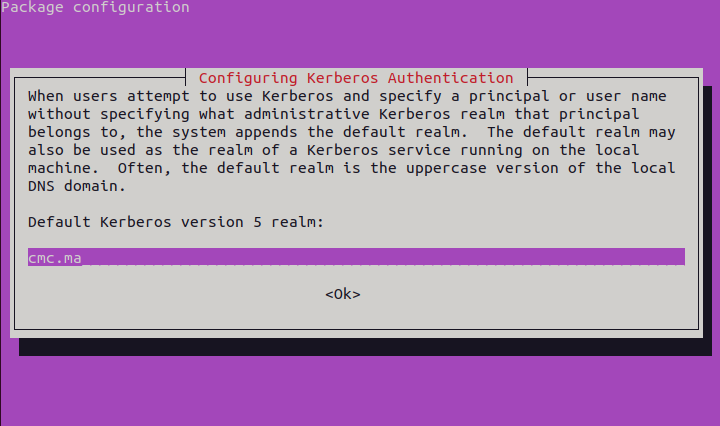 Package configuration
Configuring Kerberos Authentication
When users attempt to use Kerberos and specify a principal or user name
without specifying what administrative Kerberos realm that principal
belongs to, the system appends the default realm.  The default realm may
also be used as the realm of a Kerberos service running on the local
machine.  Often, the default realm is the uppercase version of the local
DNS domain.
Default Kerberos version 5 realm:
cmc.ma
<Ok>